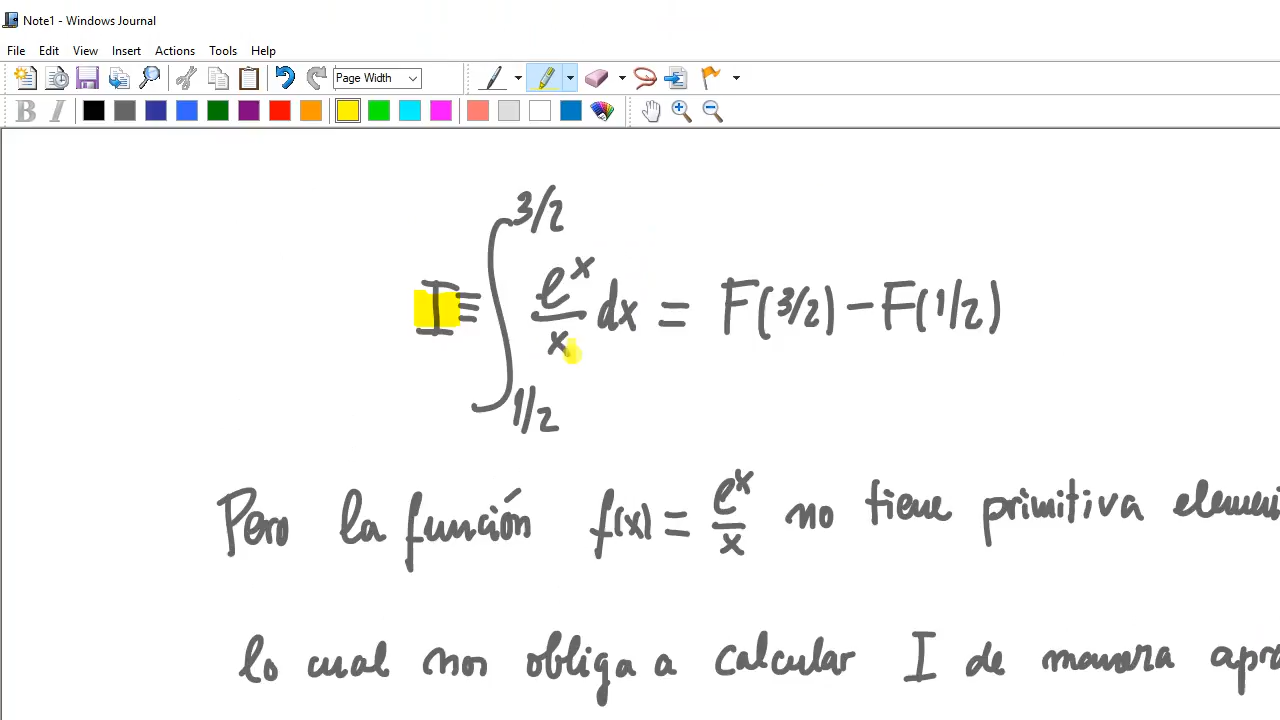 Note1 - Windows Journal
File Edit View Insert Actions Tools Help
Page Width
B I
I ≡ ∫ 3/2 1/2 e^x/x dx = F(3/2) - F(1/2)
Pero la función f(x) = e^x/x no tiene primitiva
lo cual nos obliga a calcular I de manera